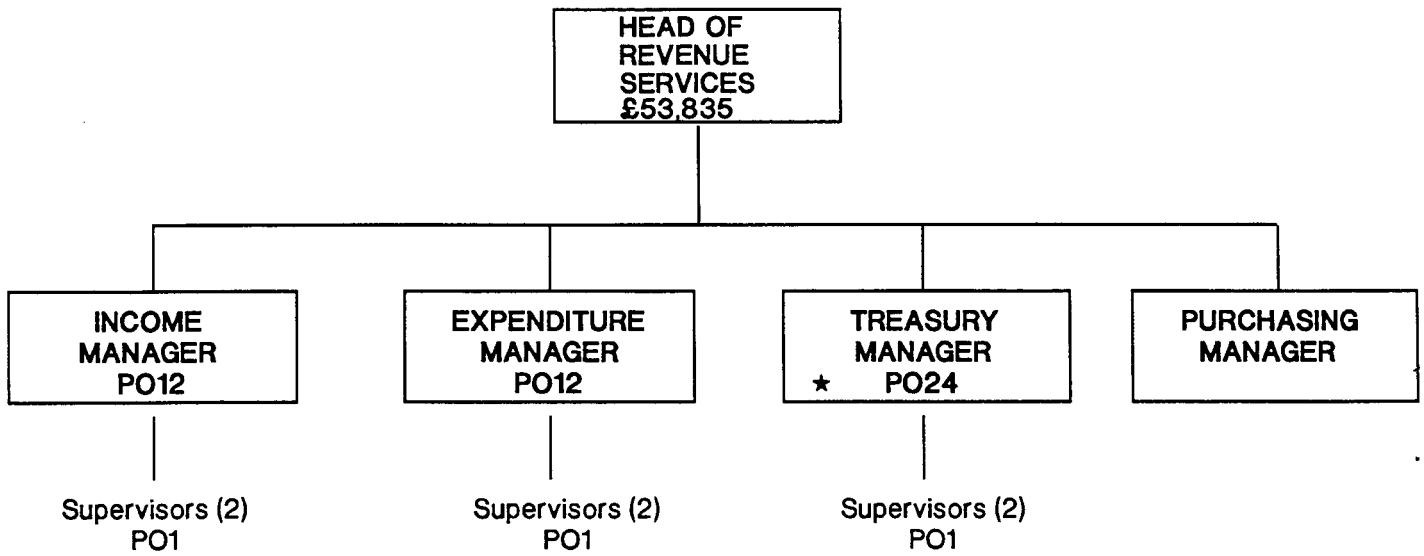 HEAD OF
REVENUE
SERVICES
£53,835
INCOME
MANAGER
PO12
EXPENDITURE
MANAGER
PO12
TREASURY
MANAGER
★ PO24
PURCHASING
MANAGER
Supervisors (2)
PO1
Supervisors (2)
PO1
Supervisors (2)
PO1